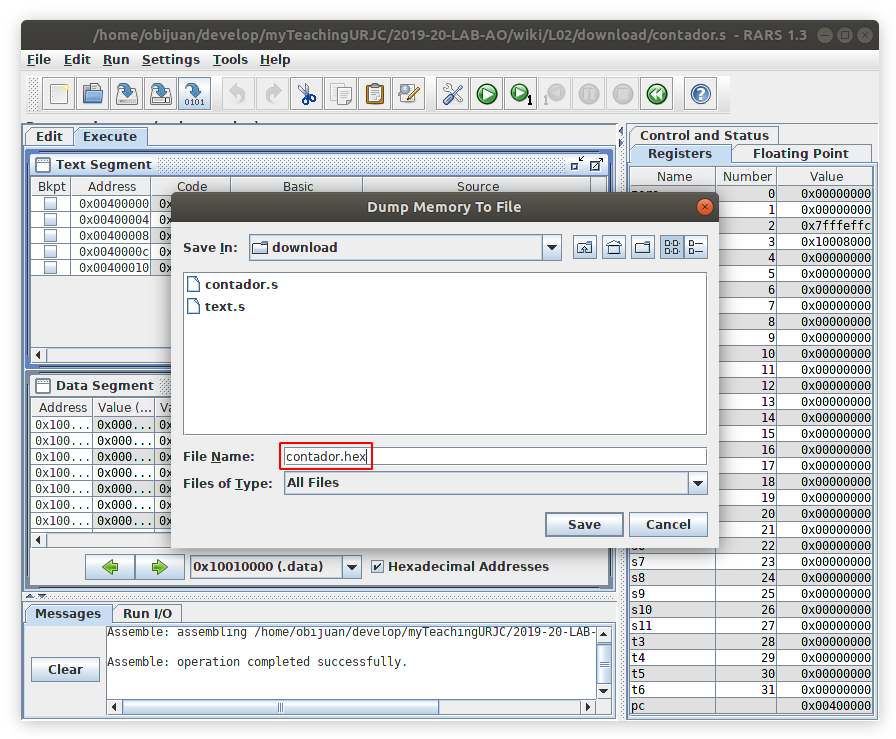 /home/obijuan/develop/myTeachingURJC/2019-20-LAB-AO/wiki/L02/download/contador.s - RARS 1.3
File Edit Run Settings Tools Help
0101
1
1
Edit Execute
Text Segment
Bkpt Address Code Basic Source
0x00400000 0x
0x00400004 0x
0x00400008 0x
0x0040000c 0x
0x00400010 0x
Data Segment
Address Value (... Va
0x100... 0x000... 0x
0x100... 0x000... 0x
0x100... 0x000... 0x
0x100... 0x000... 0x
0x100... 0x000... 0x
0x100... 0x000... 0x
0x100... 0x000... 0x
0x10010000 (.data) Hexadecimal Addresses
Dump Memory To File
Save In: download
contador.s
text.s
File Name: contador.hex
Files of Type: All Files
Save Cancel
Messages Run I/O
Clear
Assemble: assembling /home/obijuan/develop/myTeachingURJC/2019-20-LAB-
Assemble: operation completed successfully.
Control and Status
Registers Floating Point
Name Number Value
zero 0 0x00000000
1 0x00000000
2 0x7fffeffc
3 0x10008000
4 0x00000000
5 0x00000000
6 0x00000000
7 0x00000000
8 0x00000000
9 0x00000000
10 0x00000000
11 0x00000000
12 0x00000000
13 0x00000000
14 0x00000000
15 0x00000000
16 0x00000000
17 0x00000000
18 0x00000000
19 0x00000000
20 0x00000000
21 0x00000000
22 0x00000000
s7 23 0x00000000
s8 24 0x00000000
s9 25 0x00000000
s10 26 0x00000000
s11 27 0x00000000
t3 28 0x00000000
t4 29 0x00000000
t5 30 0x00000000
t6 31 0x00000000
pc 0x00400000